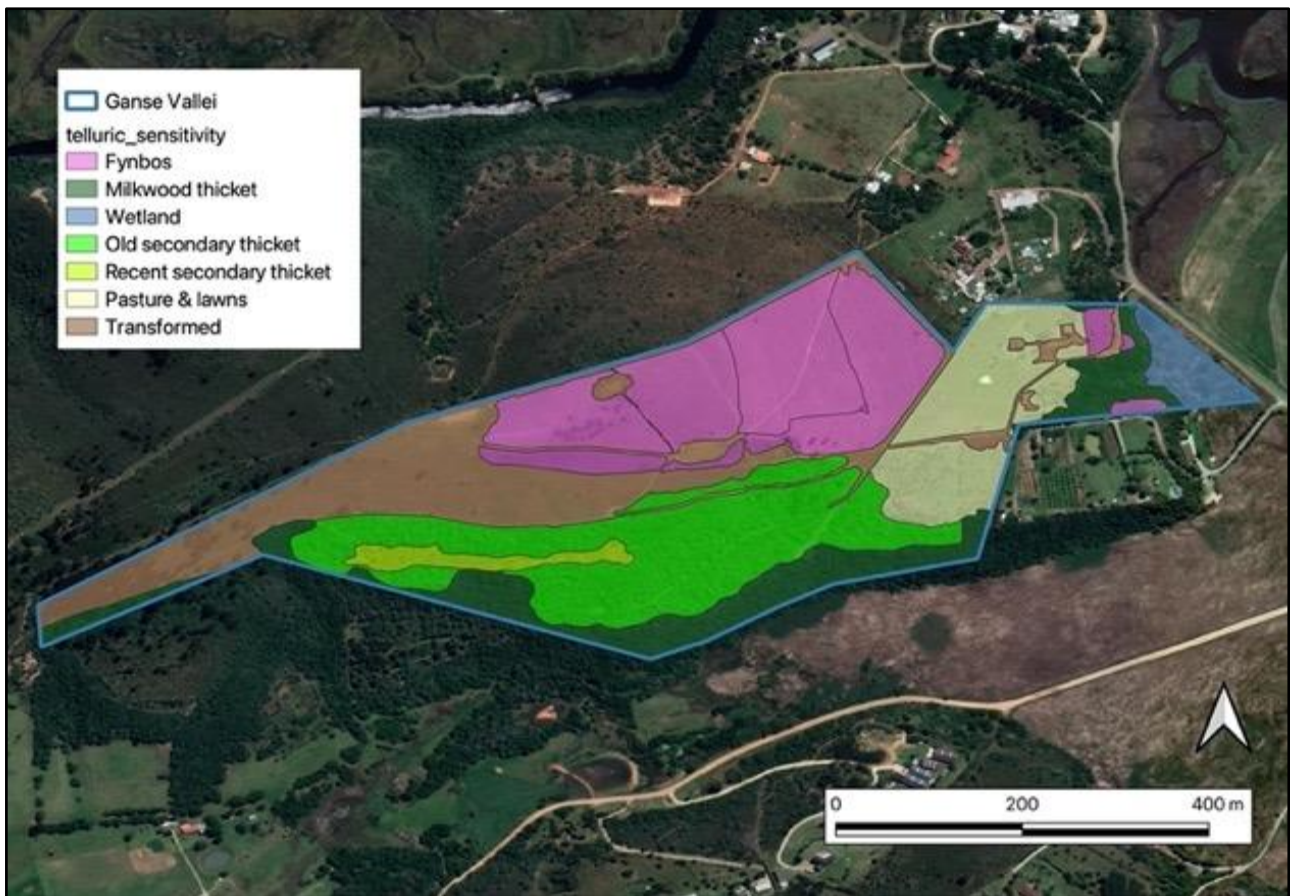 Ganse Vallei
telluric_sensitivity
Fynbos
Milkwood thicket
Wetland
Old secondary thicket
Recent secondary thicket
Pasture & lawns
Transformed
0 200 400 m